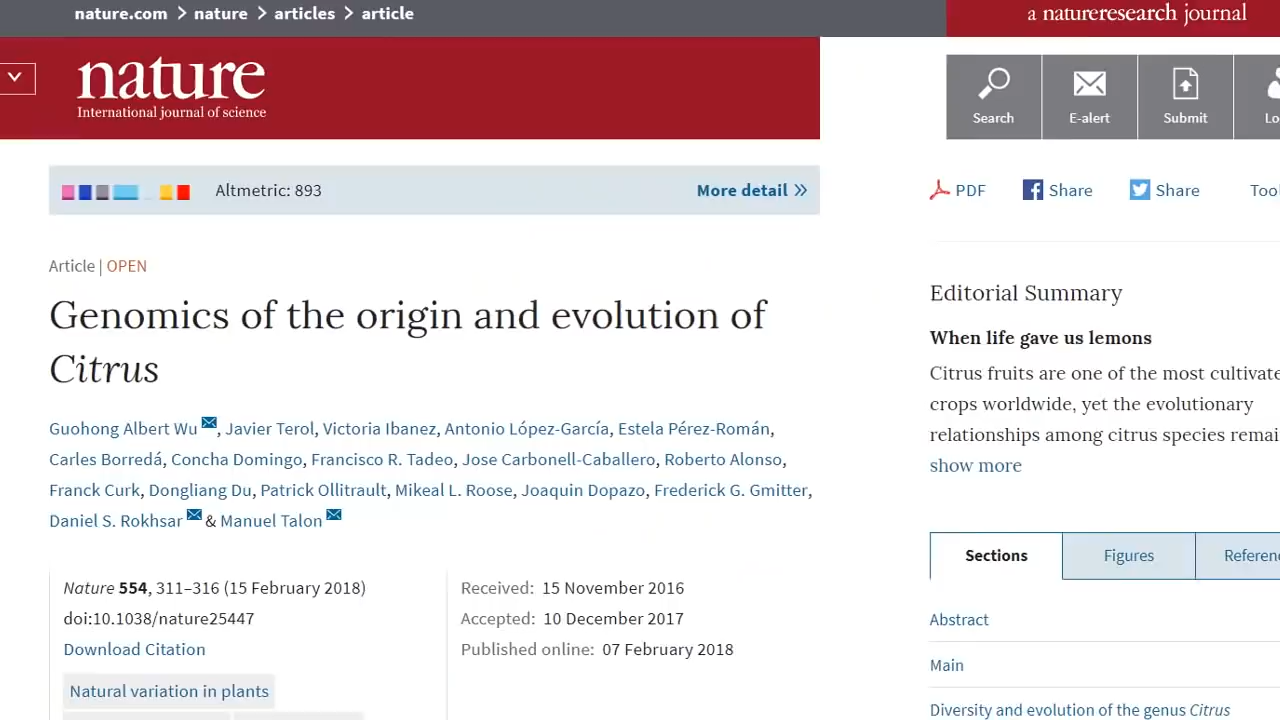 nature.com > nature > articles > article
a natureresearch journal
nature
International journal of science
Search
E-alert
Submit
Altmetric: 893
More detail »
PDF
Share
Share
Article | OPEN
Genomics of the origin and evolution of
Citrus
Guohong Albert Wu, Javier Terol, Victoria Ibanez, Antonio López-García, Estela Pérez-Román,
Carles Borredá, Concha Domingo, Francisco R. Tadeo, Jose Carbonell-Caballero, Roberto Alonso,
Franck Curk, Dongliang Du, Patrick Ollitrault, Mikeal L. Roose, Joaquin Dopazo, Frederick G. Gmitter,
Daniel S. Rokhsar & Manuel Talon
Nature 554, 311–316 (15 February 2018)
doi:10.1038/nature25447
Download Citation
Natural variation in plants
Received: 15 November 2016
Accepted: 10 December 2017
Published online: 07 February 2018
Editorial Summary
When life gave us lemons
Citrus fruits are one of the most
crops worldwide, yet the evolutionary
relationships among citrus species
show more
Sections
Figures
Abstract
Main
Diversity and evolution of the genus Citrus